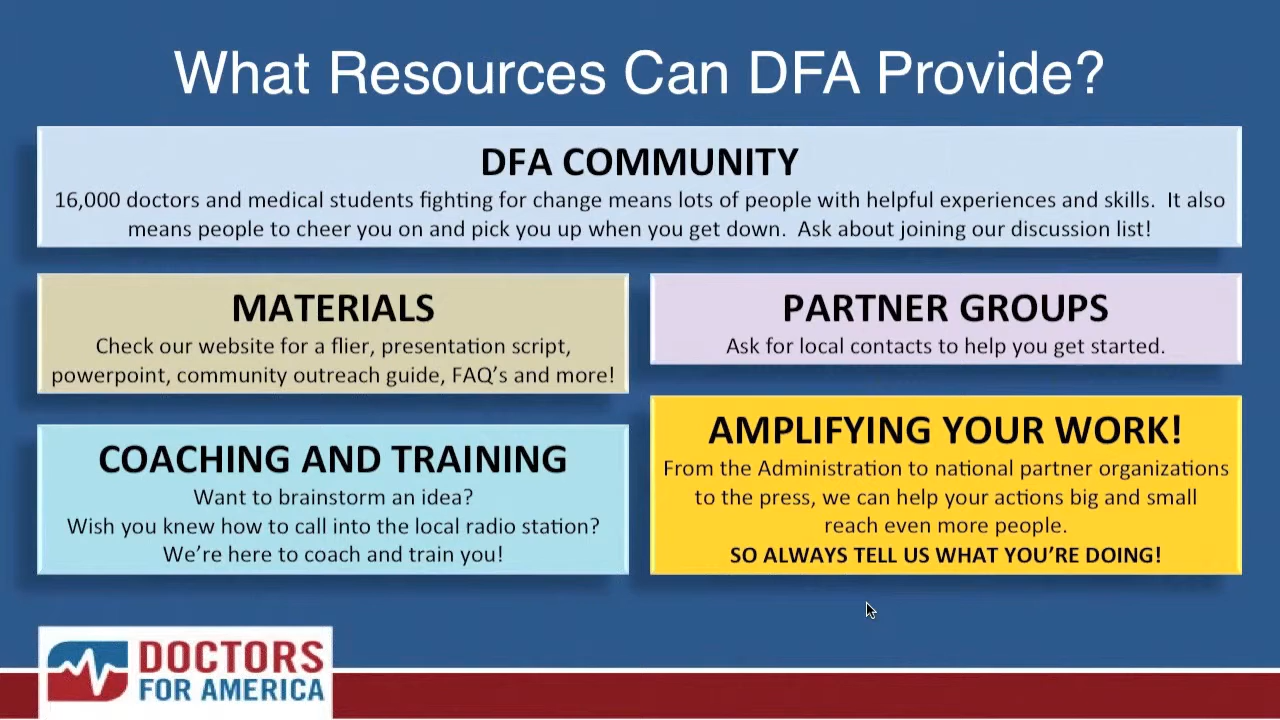 What Resources Can DFA Provide?
DFA COMMUNITY
16,000 doctors and medical students fighting for change means lots of people with helpful experiences and skills.  It also
means people to cheer you on and pick you up when you get down.  Ask about joining our discussion list!
MATERIALS
Check our website for a flier, presentation script,
powerpoint, community outreach guide, FAQ’s and more!
PARTNER GROUPS
Ask for local contacts to help you get started.
COACHING AND TRAINING
Want to brainstorm an idea?
Wish you knew how to call into the local radio station?
We’re here to coach and train you!
AMPLIFYING YOUR WORK!
From the Administration to national partner organizations
to the press, we can help your actions big and small
reach even more people.
SO ALWAYS TELL US WHAT YOU’RE DOING!
DOCTORS
FOR AMERICA